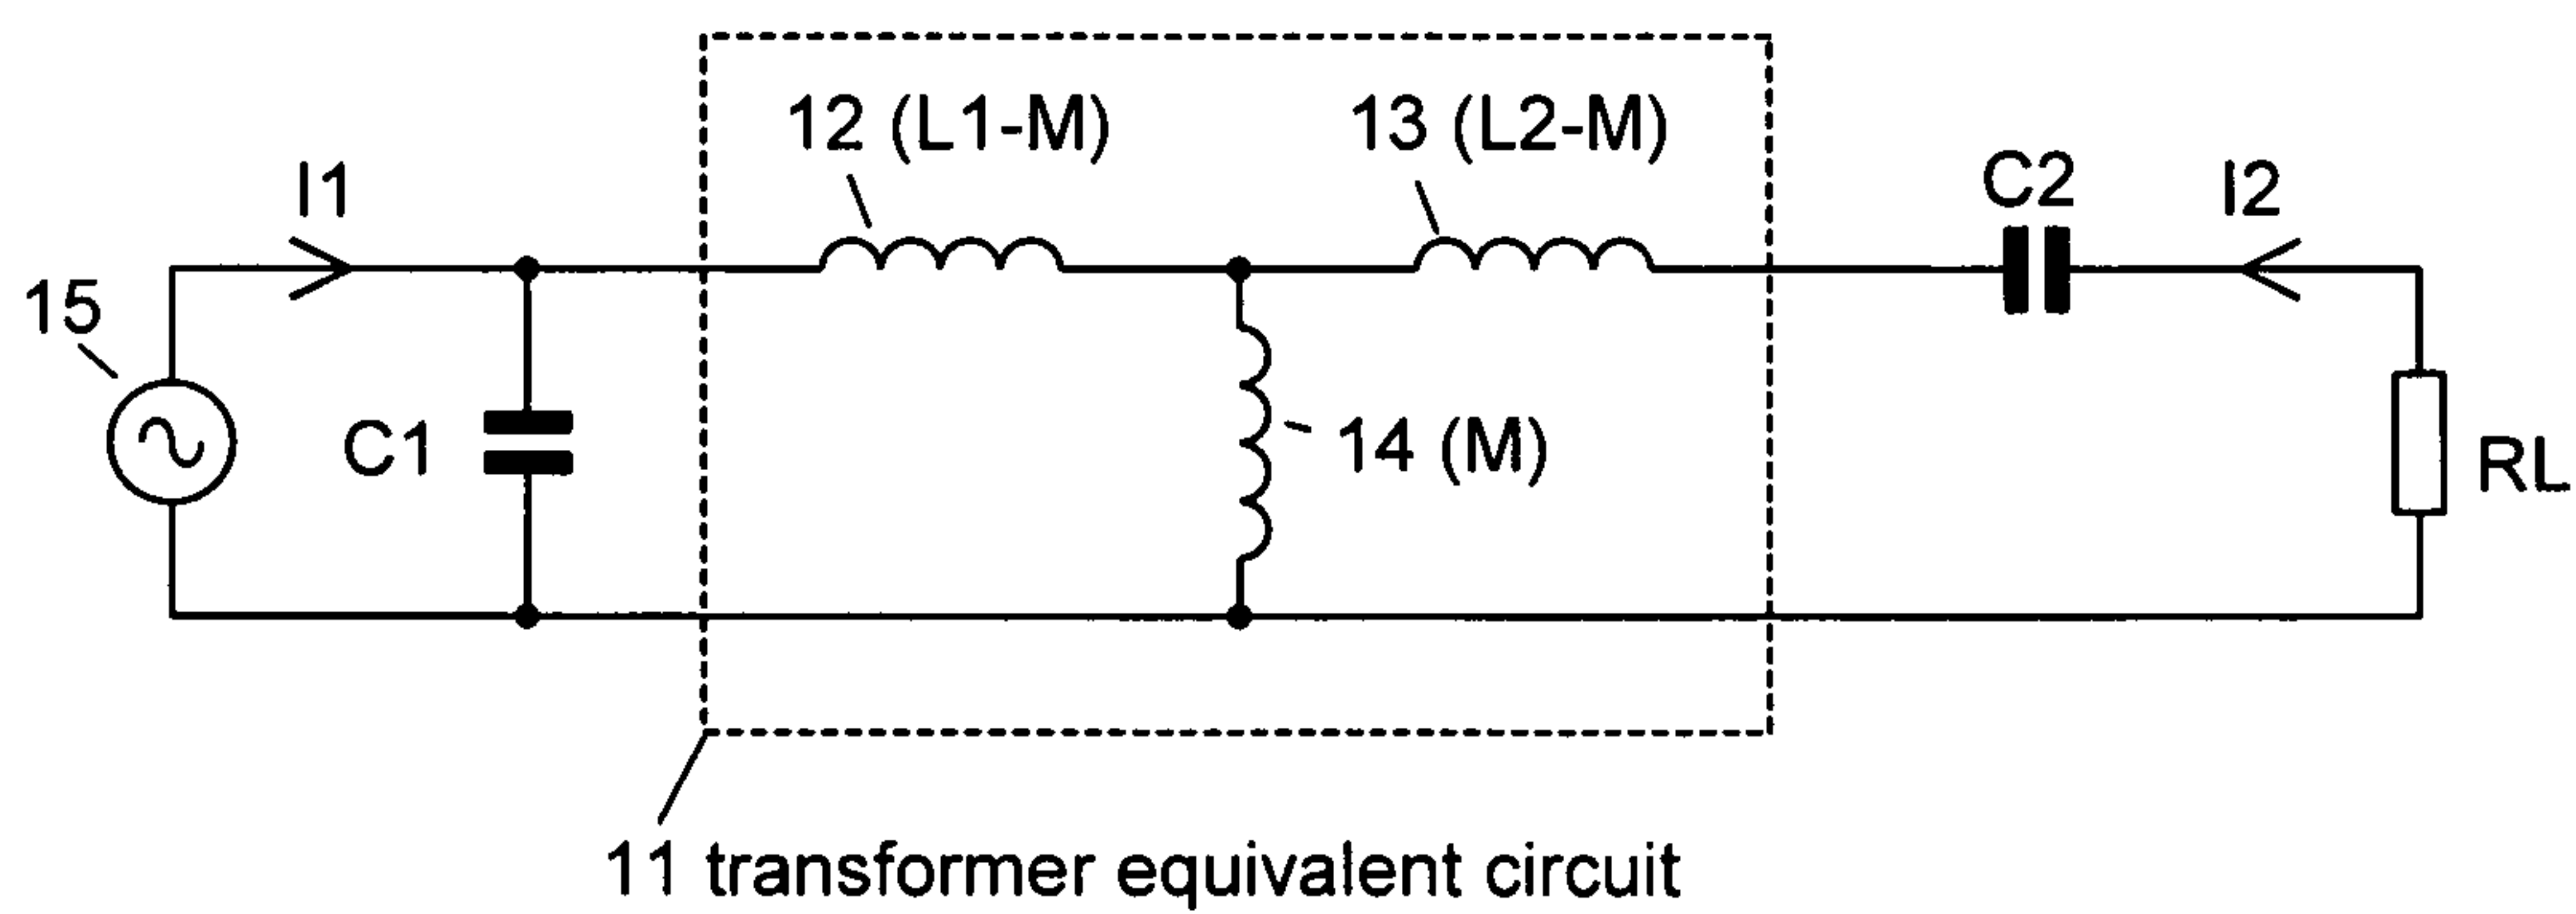 12 (L1-M)
13 (L2-M)
I1
C2
I2
15
C1
14 (M)
RL
11 transformer equivalent circuit